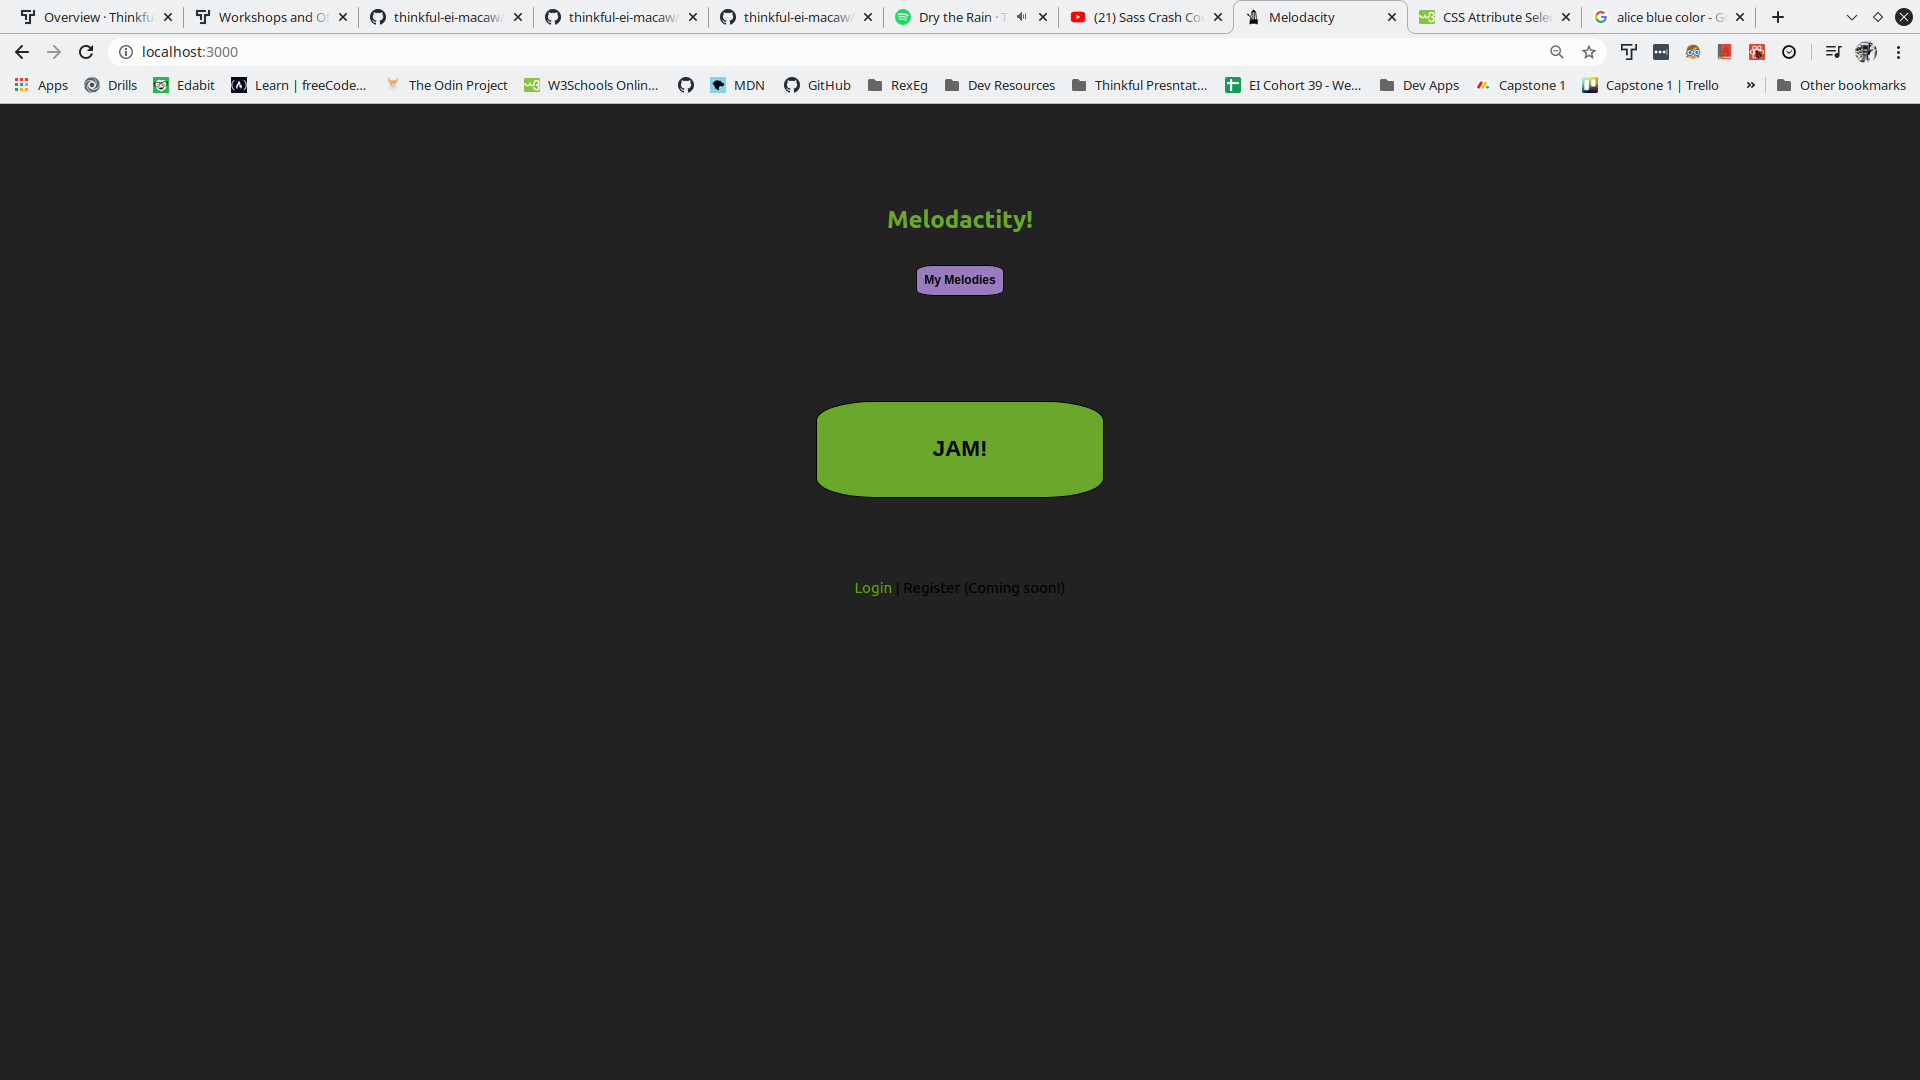 Overview · Thinkfu
Workshops and Of
thinkful-ei-macaw/
thinkful-ei-macaw/
thinkful-ei-macaw/
Dry the Rain · T
(21) Sass Crash Co
Melodacity
CSS Attribute Selec
alice blue color - G
localhost:3000
Apps
Drills
Edabit
Learn | freeCode...
The Odin Project
W3Schools Onlin...
MDN
GitHub
RexEg
Dev Resources
Thinkful Presntat...
EI Cohort 39 - We...
Dev Apps
Capstone 1
Capstone 1 | Trello
»
Other bookmarks
Melodactity!
My Melodies
JAM!
Login | Register (Coming soon!)